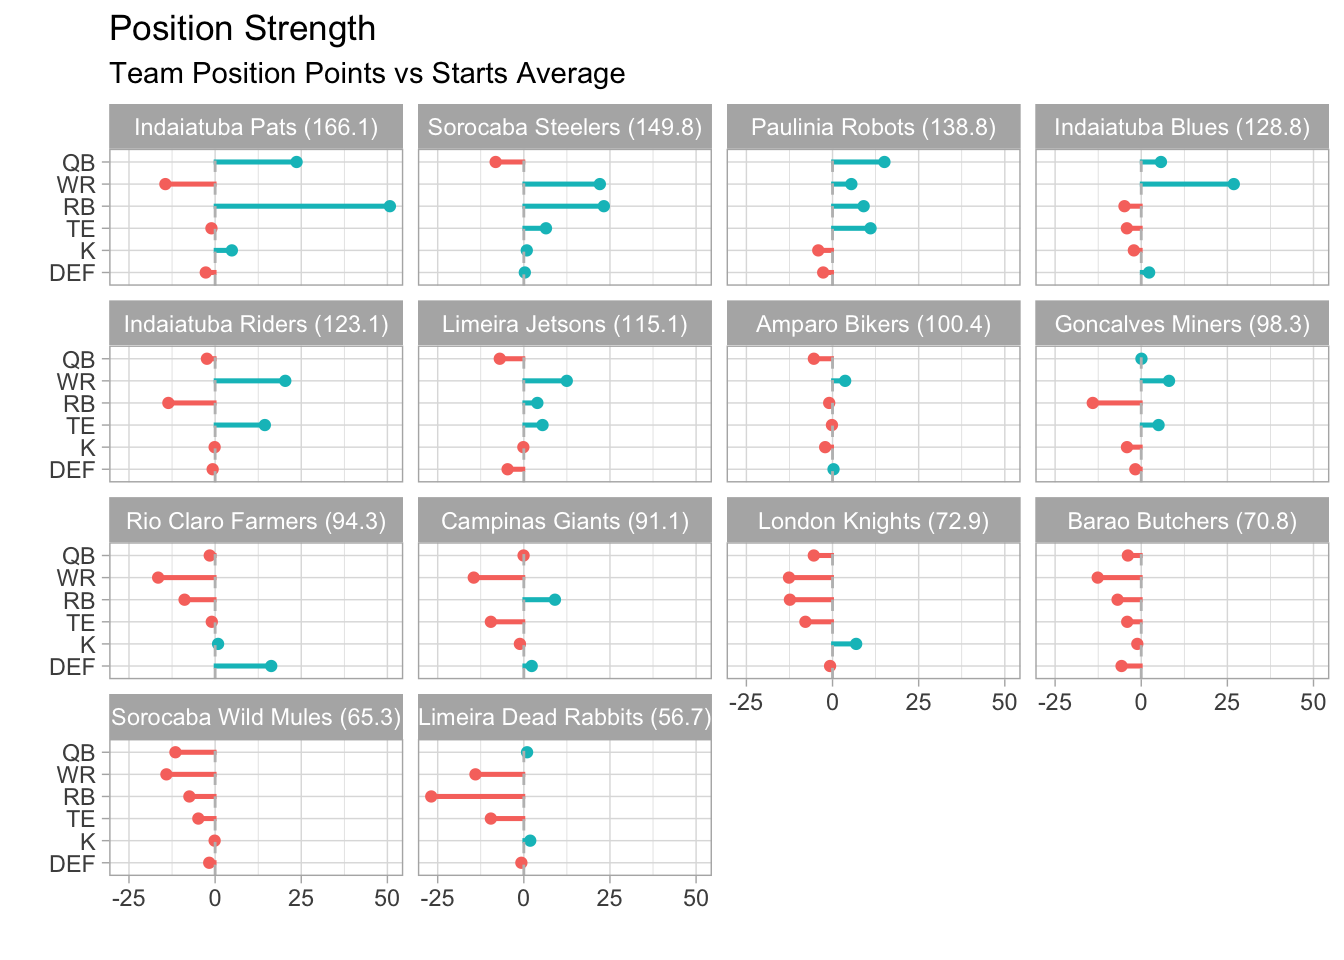 Position Strength
Team Position Points vs Starts Average
Indaiatuba Pats (166.1)
Sorocaba Steelers (149.8)
Paulinia Robots (138.8)
Indaiatuba Blues (128.8)
QB
WR
RB
TE
K
DEF
Indaiatuba Riders (123.1)
Limeira Jetsons (115.1)
Amparo Bikers (100.4)
Goncalves Miners (98.3)
QB
WR
RB
TE
K
DEF
Rio Claro Farmers (94.3)
Campinas Giants (91.1)
London Knights (72.9)
Barao Butchers (70.8)
QB
WR
RB
TE
K
DEF
-25 0 25 50
-25 0 25 50
Sorocaba Wild Mules (65.3)
Limeira Dead Rabbits (56.7)
QB
WR
RB
TE
K
DEF
-25 0 25 50
-25 0 25 50